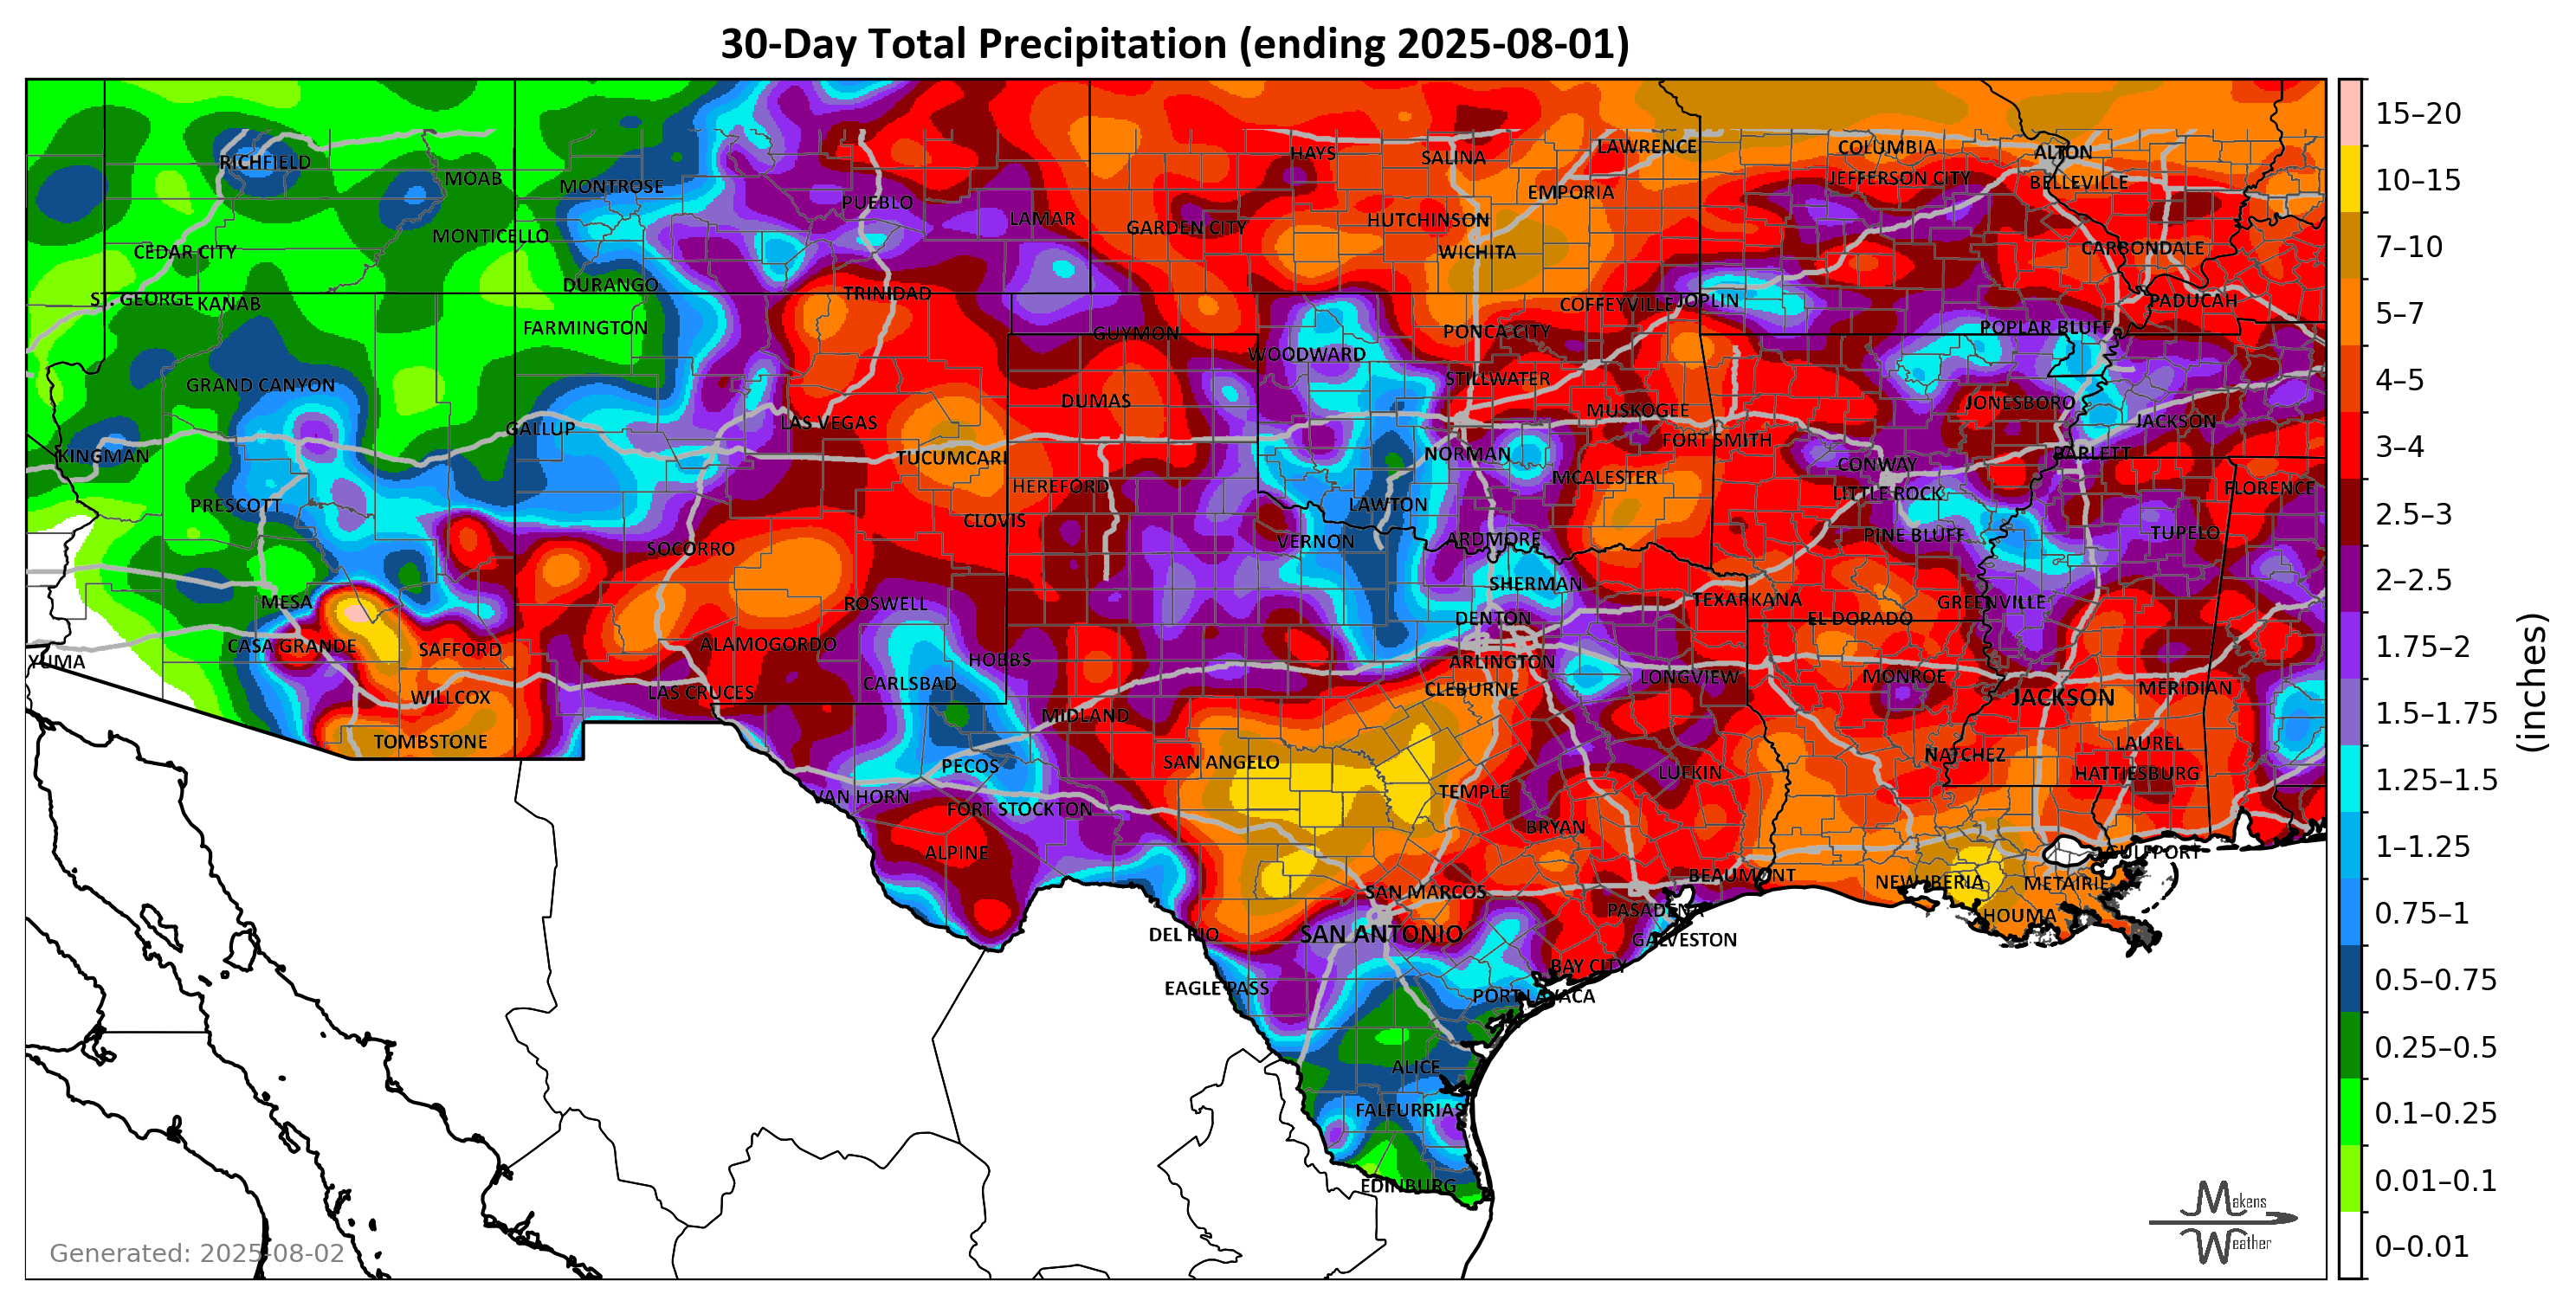 30-Day Total Precipitation (ending 2025-08-01)
HAYS
SALINA
LAWRENCE
COLUMBIA
ALTON
RICHFIELD
MOAB
MONTROSE
JEFFERSON CITY
BELLEVILLE
PUEBLO
LAMAR
EMPORIA
GARDEN CITY
HUTCHINSON
MONTICELLO
CEDAR CITY
WICHITA
CARBONDALE
DURANGO
TRINIDAD
ST. GEORGE
KANAB
COFFEYVILLE
JOPLIN
PADUCAH
FARMINGTON
GUYMON
PONCA CITY
POPLAR BLUFF
WOODWARD
GRAND CANYON
STILLWATER
DUMAS
MUSKOGEE
JONESBORO
LAS VEGAS
JACKSON
GALLUP
FORT SMITH
KINGMAN
TUCUMCARI
NORMAN
CONWAY
BARLETT
HEREFORD
MCALESTER
LITTLE ROCK
FLORENCE
PRESCOTT
LAWTON
CLOVIS
PINE BLUFF
TUPELO
SOCORRO
VERNON
ARDMORE
SHERMAN
MESA
ROSWELL
TEXARKANA
GREENVILLE
DENTON
EL DORADO
CASA GRANDE
SAFFORD
ALAMOGORDO
HOBBS
YUMA
ARLINGTON
CARLSBAD
LONGVIEW
MONROE
WILLCOX
LAS CRUCES
CLEBURNE
JACKSON
MERIDIAN
MIDLAND
TOMBSTONE
LAUREL
PECOS
SAN ANGELO
NATCHEZ
LUFKIN
HATTIESBURG
VAN HORN
TEMPLE
FORT STOCKTON
BRYAN
ALPINE
GULFPORT
SAN MARCOS
BEAUMONT
NEW IBERIA
METAIRIE
PASADENA
HOUMA
DEL RIO
SAN ANTONIO
GALVESTON
BAY CITY
EAGLE PASS
PORT LAVACA
ALICE
FALFURRIAS
EDINBURG
Generated: 2025-08-02
Makens
Weather
15–20
10–15
7–10
5–7
4–5
3–4
2.5–3
2–2.5
1.75–2
1.5–1.75
1.25–1.5
1–1.25
0.75–1
0.5–0.75
0.25–0.5
0.1–0.25
0.01–0.1
0–0.01
(inches)